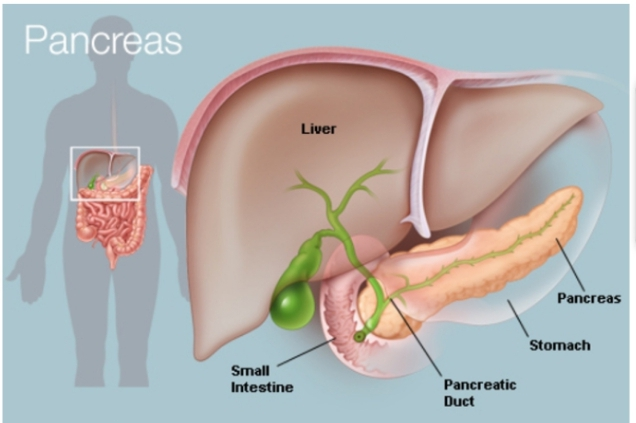 Pancreas
Liver
Pancreas
Stomach
Small
Intestine
Pancreatic
Duct